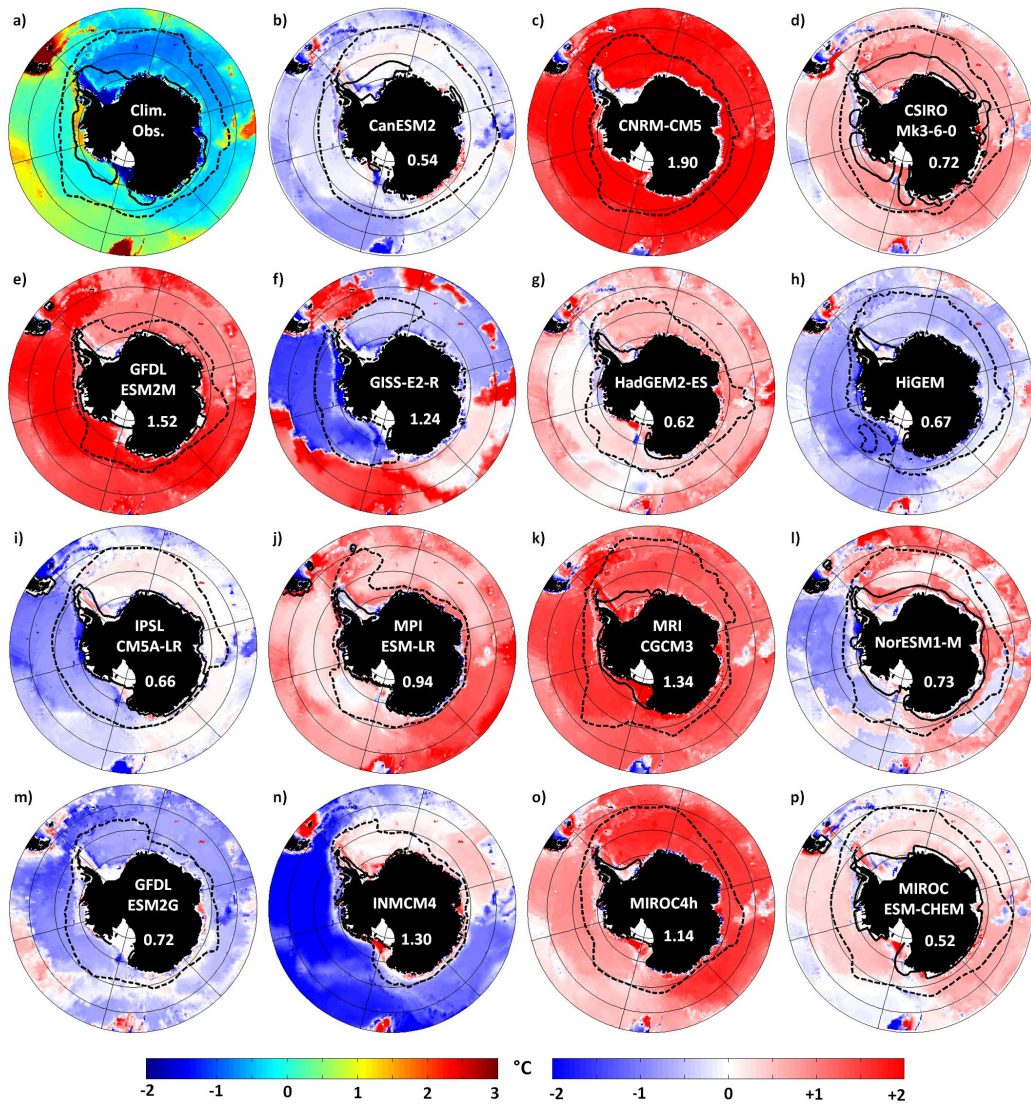 a)
Clim.
Obs.
b)
CanESM2
0.54
c)
CNRM-CM5
1.90
d)
CSIRO
Mk3-6-0
0.72
e)
GFDL
ESM2M
1.52
f)
GISS-E2-R
1.24
g)
HadGEM2-ES
0.62
h)
HiGEM
0.67
i)
IPSL
CM5A-LR
0.66
j)
MPI
ESM-LR
0.94
k)
MRI
CGCM3
1.34
l)
NorESM1-M
0.73
m)
GFDL
ESM2G
0.72
n)
INMCM4
1.30
o)
MIROC4h
1.14
p)
MIROC
ESM-CHEM
0.52
°C
-2 -1 0 1 2 3
-2 -1 0 +1 +2